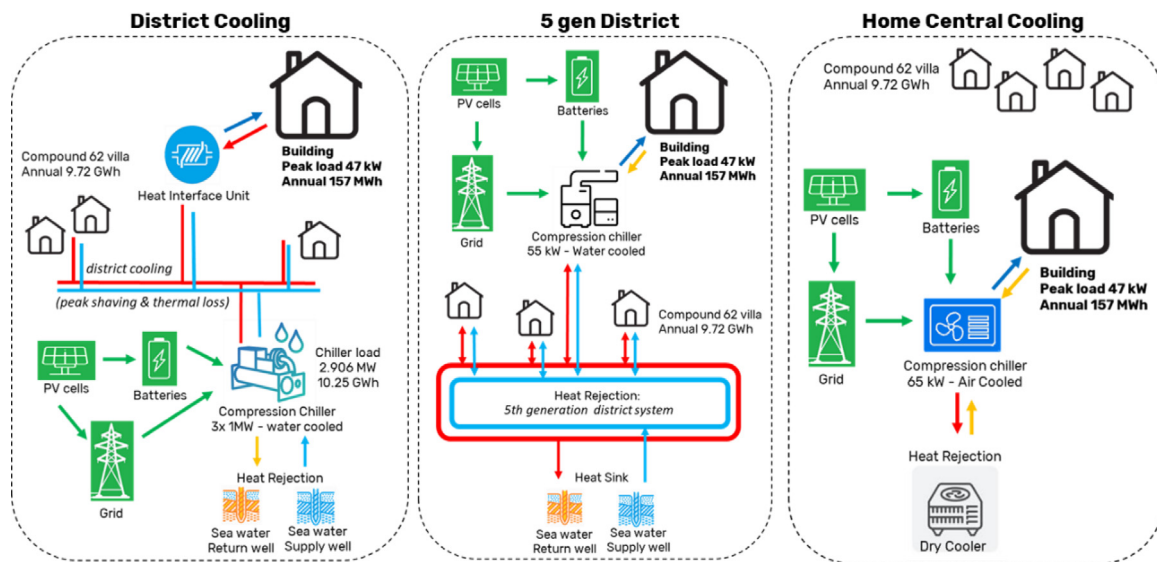 District Cooling
Compound 62 villa
Annual 9.72 GWh
Heat Interface Unit
Building
Peak load 47 kW
Annual 157 MWh
district cooling
(peak shaving & thermal loss)
PV cells
Batteries
Grid
Chiller load
2.906 MW
10.25 GWh
Compression Chiller
3x 1MW - water cooled
Heat Rejection
Sea water
Return well
Sea water
Supply well
5 gen District
PV cells
Batteries
Grid
Building
Peak load 47 kW
Annual 157 MWh
Compression chiller
55 kW - Water cooled
Compound 62 villa
Annual 9.72 GWh
Heat Rejection:
5th generation district system
Heat Sink
Sea water
Return well
Sea water
Supply well
Home Central Cooling
Compound 62 villa
Annual 9.72 GWh
PV cells
Batteries
Grid
Building
Peak load 47 kW
Annual 157 MWh
Compression chiller
65 kW - Air Cooled
Heat Rejection
Dry Cooler